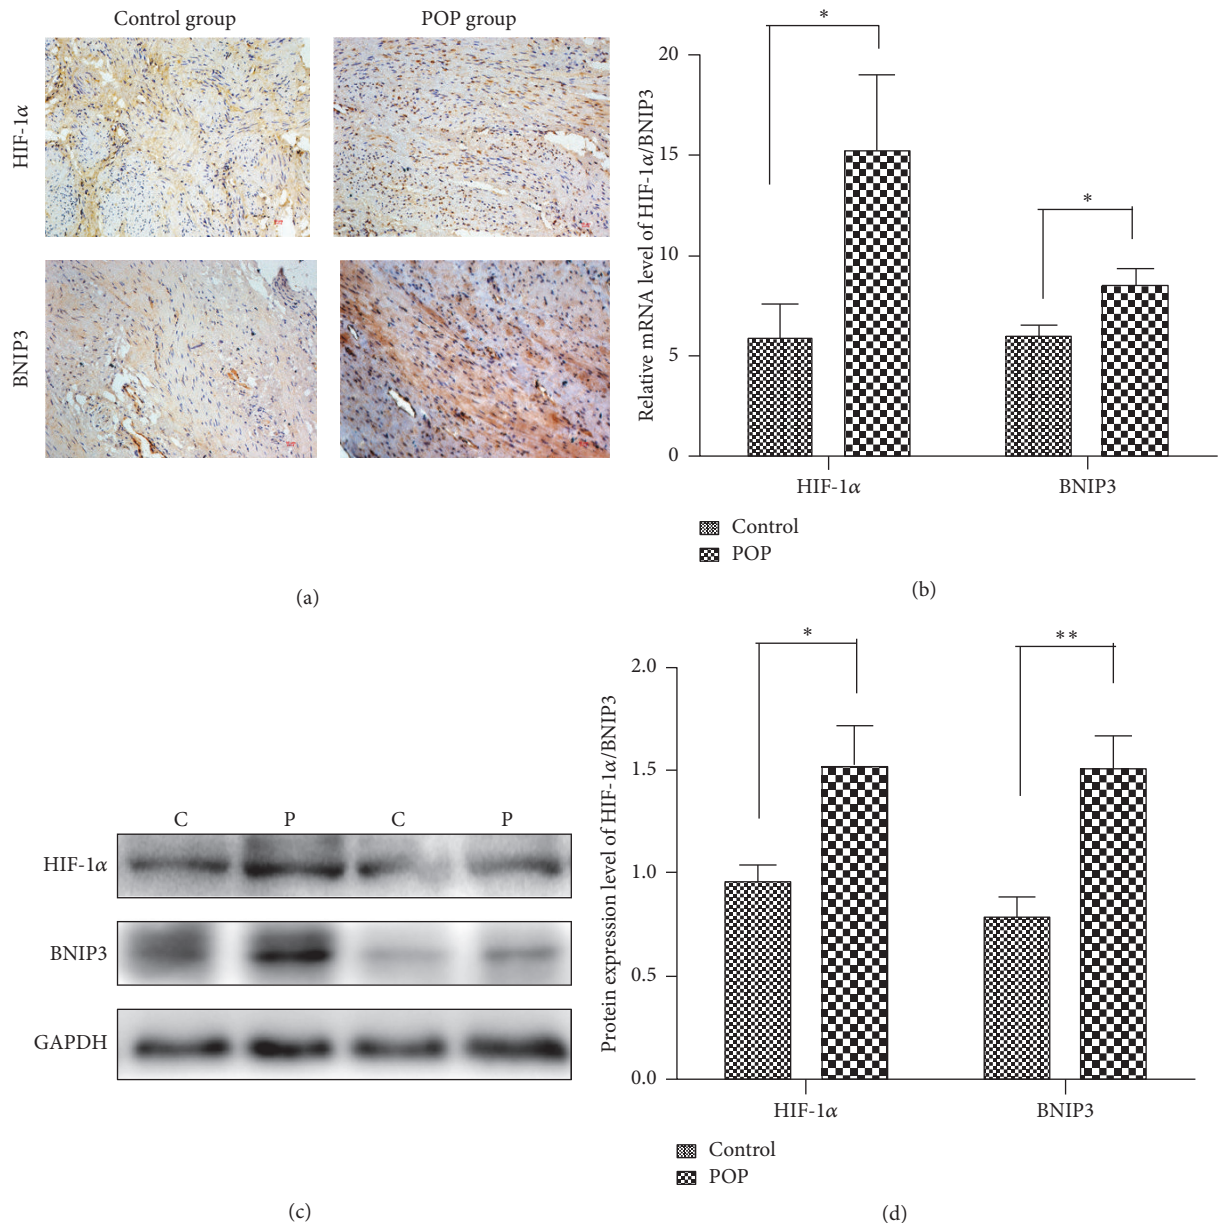 Control group
POP group
HIF-1α
BNIP3
(a)
*
*
Relative mRNA level of HIF-1α/BNIP3
20
15
10
5
0
HIF-1α
BNIP3
Control
POP
(b)
C
P
C
P
HIF-1α
BNIP3
GAPDH
(c)
*
**
Protein expression level of HIF-1α/BNIP3
2.0
1.5
1.0
0.5
0.0
HIF-1α
BNIP3
Control
POP
(d)